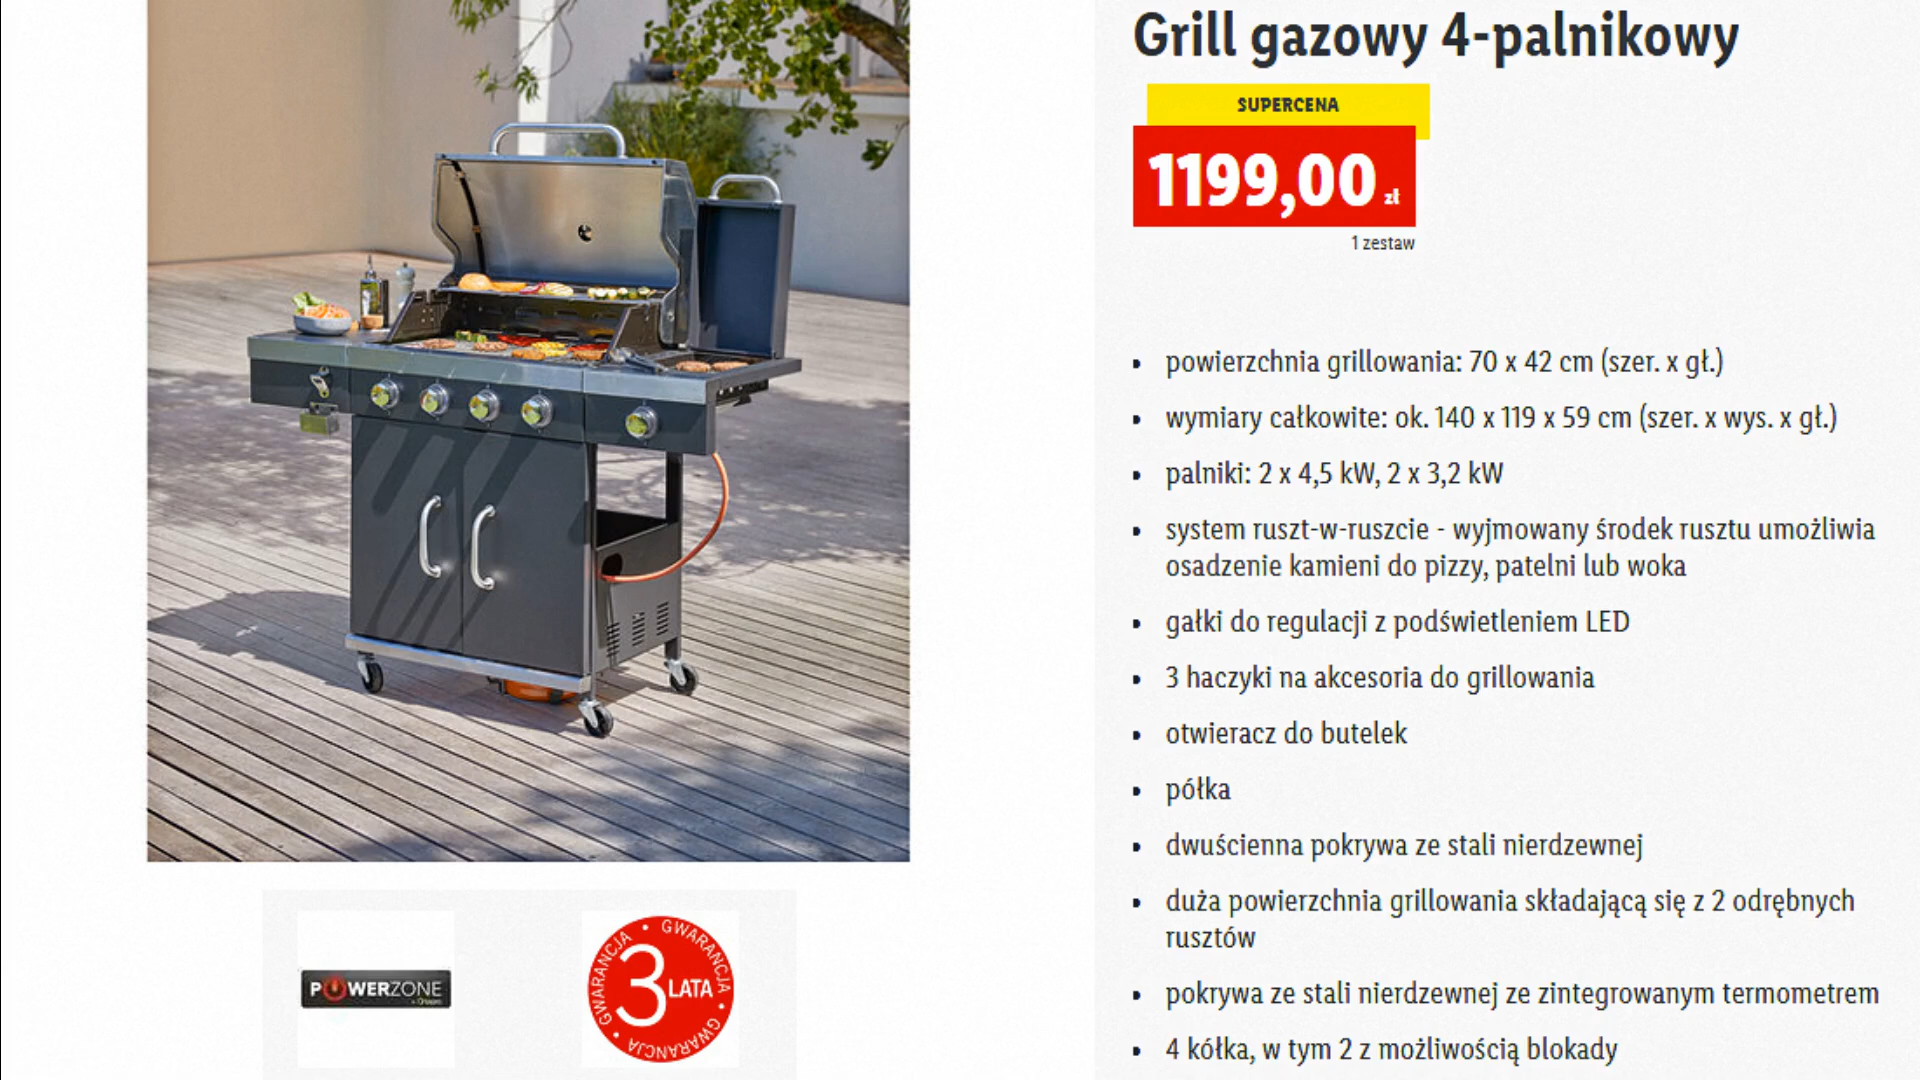 Grill gazowy 4-palnikowy
SUPERCENA
1199,00 zł
1 zestaw
powierzchnia grillowania: 70 x 42 cm (szer. x gł.)
wymiary całkowite: ok. 140 x 119 x 59 cm (szer. x wys. x gł.)
palniki: 2 x 4,5 kW, 2 x 3,2 kW
system ruszt-w-ruszcie - wyjmowany środek rusztu umożliwia
osadzenie kamieni do pizzy, patelni lub woka
gałki do regulacji z podświetleniem LED
3 haczyki na akcesoria do grillowania
otwieracz do butelek
półka
dwuścienna pokrywa ze stali nierdzewnej
duża powierzchnia grillowania składającą się z 2 odrębnych
rusztów
pokrywa ze stali nierdzewnej ze zintegrowanym termometrem
4 kółka, w tym 2 z możliwością blokady
POWERZONE
GWARANCJA • GWARANCJA • GWARANCJA •
3 LATA